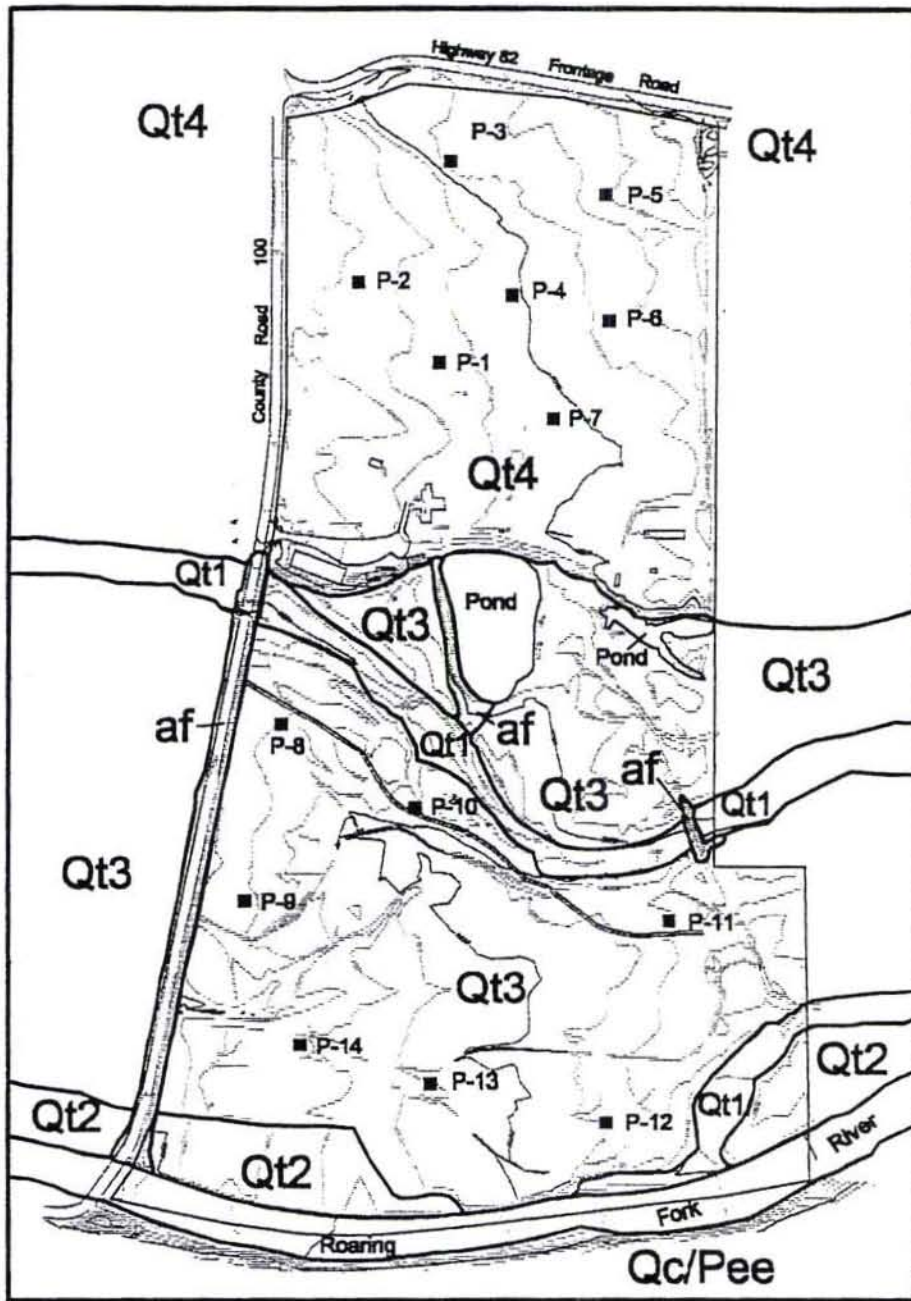 Highway 82 Frontage Road
Qt4
Qt4
P-3
P-5
County Road 100
P-2
P-4
P-6
P-1
P-7
Qt4
Qt1
Qt3
Pond
Pond
Qt3
af
P-8
Qt1
af
Qt3
af
Qt1
P-10
Qt3
P-9
P-11
Qt3
P-14
P-13
Qt2
Qt1
P-12
Qt2
Qt2
River
Fork
Roaring
Qc/Pee